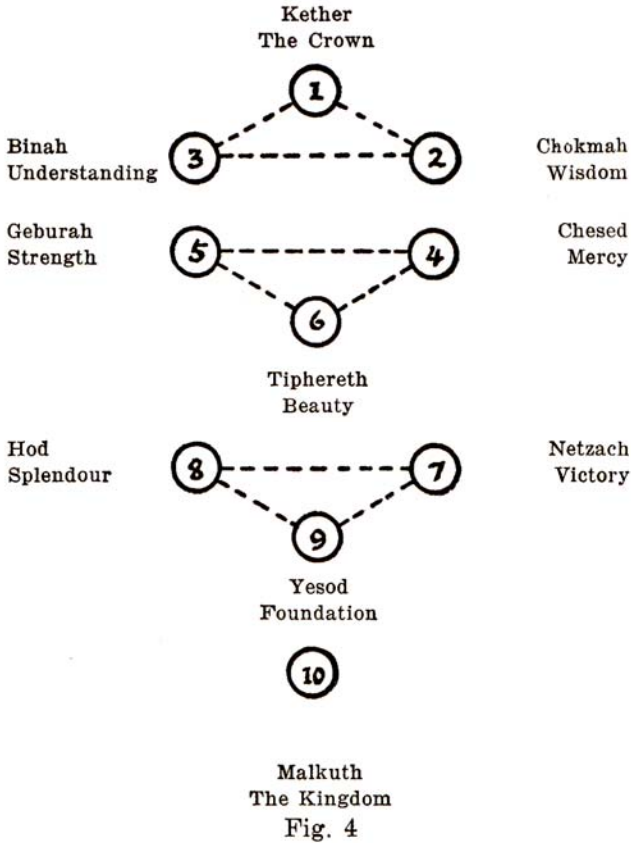 Kether
The Crown
1
Binah
Understanding
3
2
Chokmah
Wisdom
Geburah
Strength
5
4
Chesed
Mercy
6
Tiphereth
Beauty
Hod
Splendour
8
7
Netzach
Victory
9
Yesod
Foundation
10
Malkuth
The Kingdom
Fig. 4